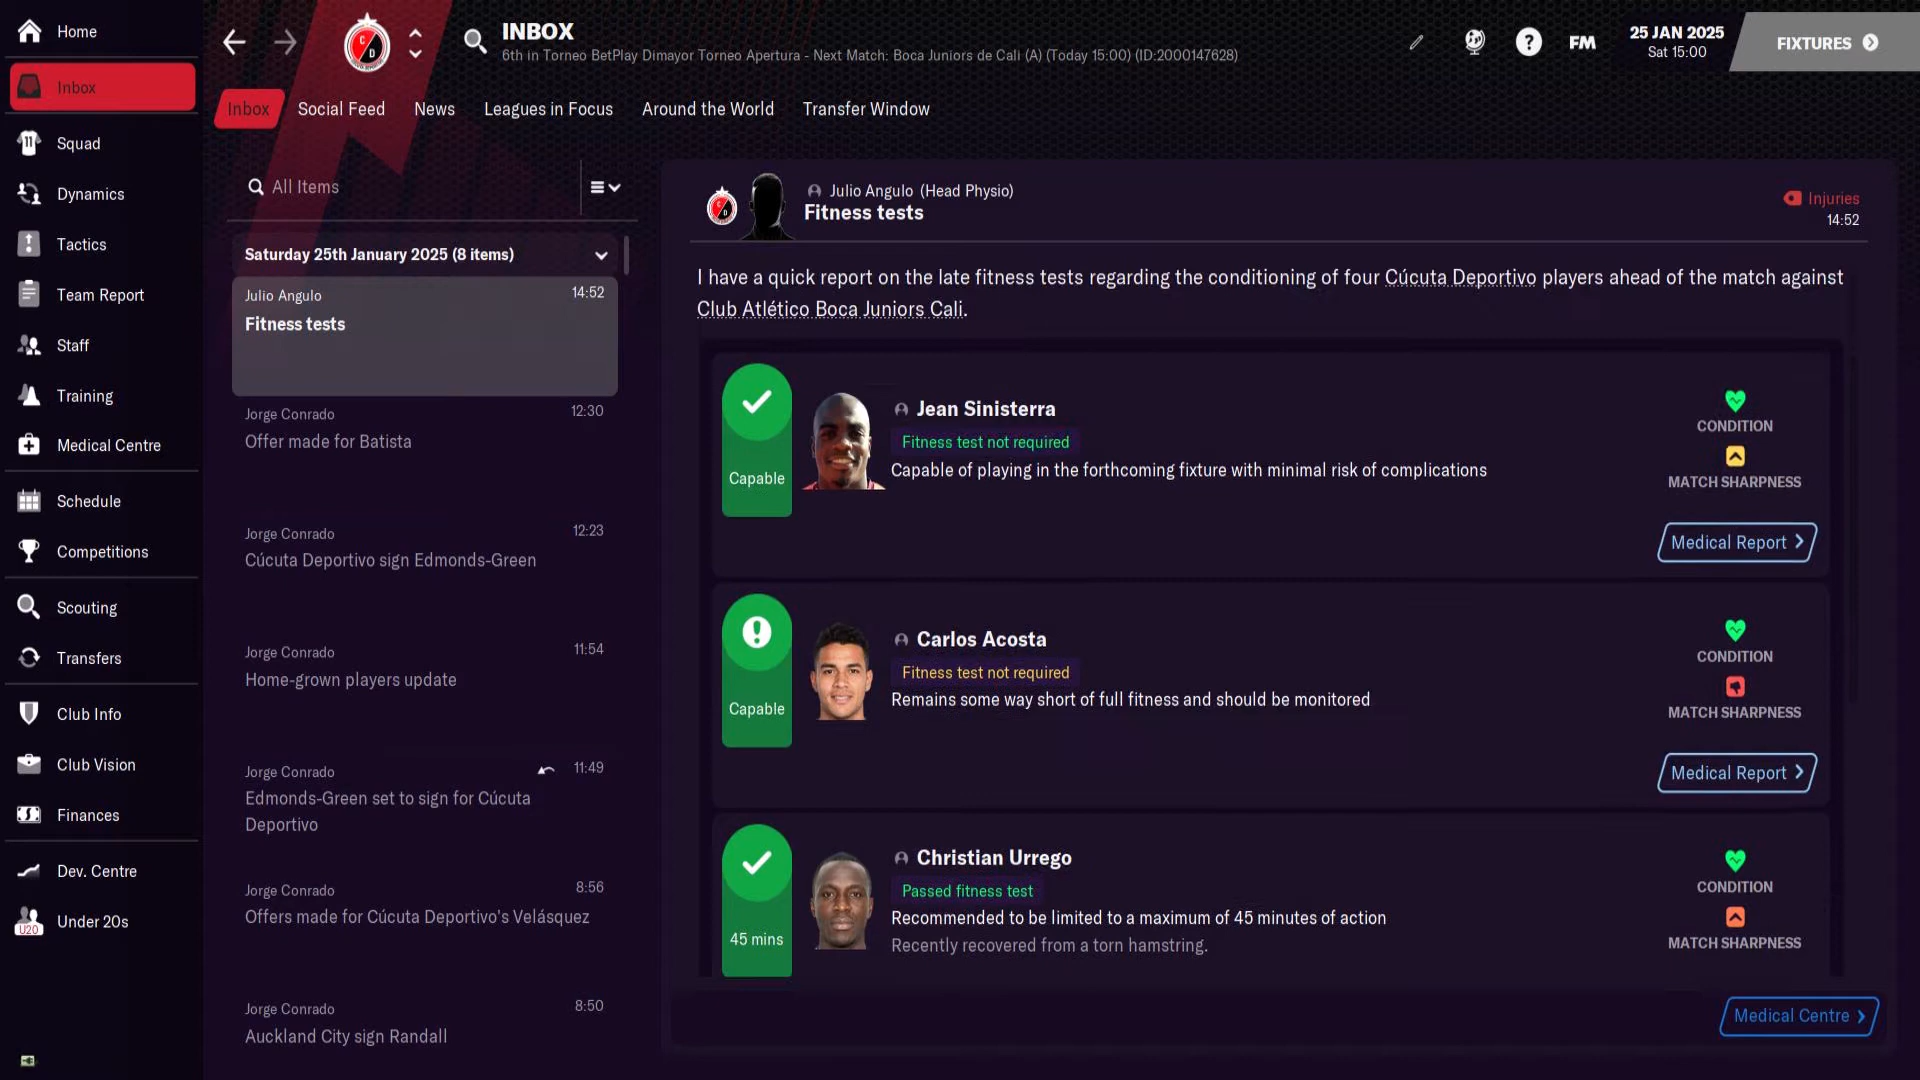 Home
Inbox
Squad
Dynamics
Tactics
Team Report
Staff
Training
Medical Centre
Schedule
Competitions
Scouting
Transfers
Club Info
Club Vision
Finances
Dev. Centre
U20
Under 20s
C D
INBOX
6th in Torneo BetPlay Dimayor Torneo Apertura - Next Match: Boca Juniors de Cali (A) (Today 15:00) (ID:2000147628)
?
FM
25 JAN 2025
Sat 15:00
FIXTURES
Inbox
Social Feed
News
Leagues in Focus
Around the World
Transfer Window
All Items
Saturday 25th January 2025 (8 items)
Julio Angulo
14:52
Fitness tests
Jorge Conrado
12:30
Offer made for Batista
Jorge Conrado
12:23
Cúcuta Deportivo sign Edmonds-Green
Jorge Conrado
11:54
Home-grown players update
Jorge Conrado
11:49
Edmonds-Green set to sign for Cúcuta
Deportivo
Jorge Conrado
8:56
Offers made for Cúcuta Deportivo's Velásquez
Jorge Conrado
8:50
Auckland City sign Randall
C D
Julio Angulo (Head Physio)
Fitness tests
Injuries
14:52
I have a quick report on the late fitness tests regarding the conditioning of four Cúcuta Deportivo players ahead of the match against
Club Atlético Boca Juniors Cali.
Capable
Jean Sinisterra
Fitness test not required
Capable of playing in the forthcoming fixture with minimal risk of complications
CONDITION
MATCH SHARPNESS
Medical Report
Capable
Carlos Acosta
Fitness test not required
Remains some way short of full fitness and should be monitored
CONDITION
MATCH SHARPNESS
Medical Report
45 mins
Christian Urrego
Passed fitness test
Recommended to be limited to a maximum of 45 minutes of action
Recently recovered from a torn hamstring.
CONDITION
MATCH SHARPNESS
Medical Centre